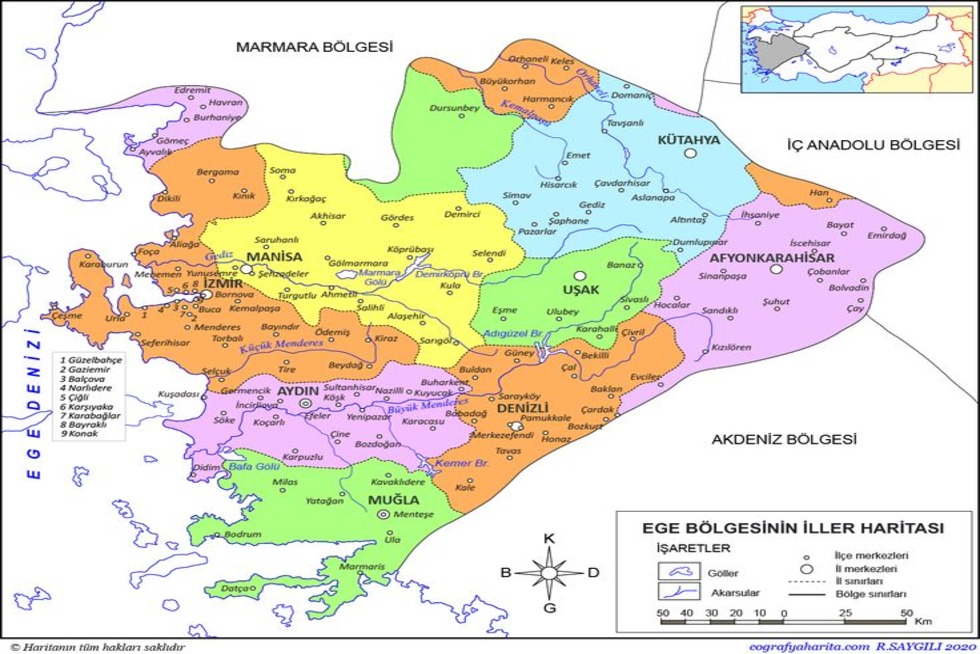 MARMARA BÖLGESİ
İÇ ANADOLU BÖLGESİ
AKDENİZ BÖLGESİ
EGE DENİZİ
Orhaneli
Keles
Büyükorhan
Harmancık
Orhaneli
Kemalpaşa
Dursunbey
Domaniç
Tavşanlı
KÜTAHYA
Emet
Hisarcık
Çavdarhisar
Aslanapa
Simav
Gediz
Şaphane
Pazarlar
Altıntaş
Dumlupınar
Edremit
Havran
Burhaniye
Gömeç
Ayvalık
Bergama
Dikili
Kınık
Soma
Kırkağaç
Akhisar
Gördes
Demirci
Saruhanlı
MANİSA
Gölmarmara
Köprübaşı
Selendi
Şehzadeler
Yunusemre
Marmara
Gölü
Demirköprü Br.
Kula
Turgutlu
Ahmetli
Salihli
Alaşehir
Sarıgöl
Gediz
Han
İhsaniye
Bayat
Emirdağ
İscehisar
AFYONKARAHİSAR
Sinanpaşa
Çobanlar
Bolvadin
Çay
Şuhut
Hocalar
Sandıklı
Kızılören
Banaz
UŞAK
Eşme
Ulubey
Sivaslı
Karahallı
Adıgüzel Br.
Aliağa
Foça
Menemen
Karaburun
İZMİR
Bornova
Buca
Kemalpaşa
Çeşme
Urla
1
4
3
7
2
5
6
8
9
Menderes
Seferihisar
Torbalı
Bayındır
Ödemiş
Kiraz
Küçük Menderes
Tire
Beydağ
Selçuk
1 Güzelbahçe
2 Gaziemir
3 Balçova
4 Narlıdere
5 Çiğli
6 Karşıyaka
7 Karabağlar
8 Bayraklı
9 Konak
Kuşadası
Germencik
AYDIN
Sultanhisar
Nazilli
Buharkent
Kuyucak
Köşk
İncirliova
Efeler
Yenipazar
Büyük Menderes
Söke
Koçarlı
Karacasu
Çine
Bozdoğan
Karpuzlu
Didim
Bafa Gölü
Kemer Br.
Güney
Bekilli
Çivril
Buldan
Çal
Baklan
Evciler
Sarayköy
DENİZLİ
Pamukkale
Çardak
Bozkurt
Babadağ
Merkezefendi
Honaz
Tavas
Kale
Milas
Kavaklıdere
Yatağan
MUĞLA
Menteşe
Ula
Bodrum
Marmaris
Datça
K
B
D
G
EGE BÖLGESİNİN İLLER HARİTASI
İŞARETLER
Göller
Akarsular
İlçe merkezleri
İl merkezleri
İl sınırları
Bölge sınırları
50 40 30 20 10 0 25 50
Km
© Haritanın tüm hakları saklıdır
cografyaharita.com R.SAYGILI 2020